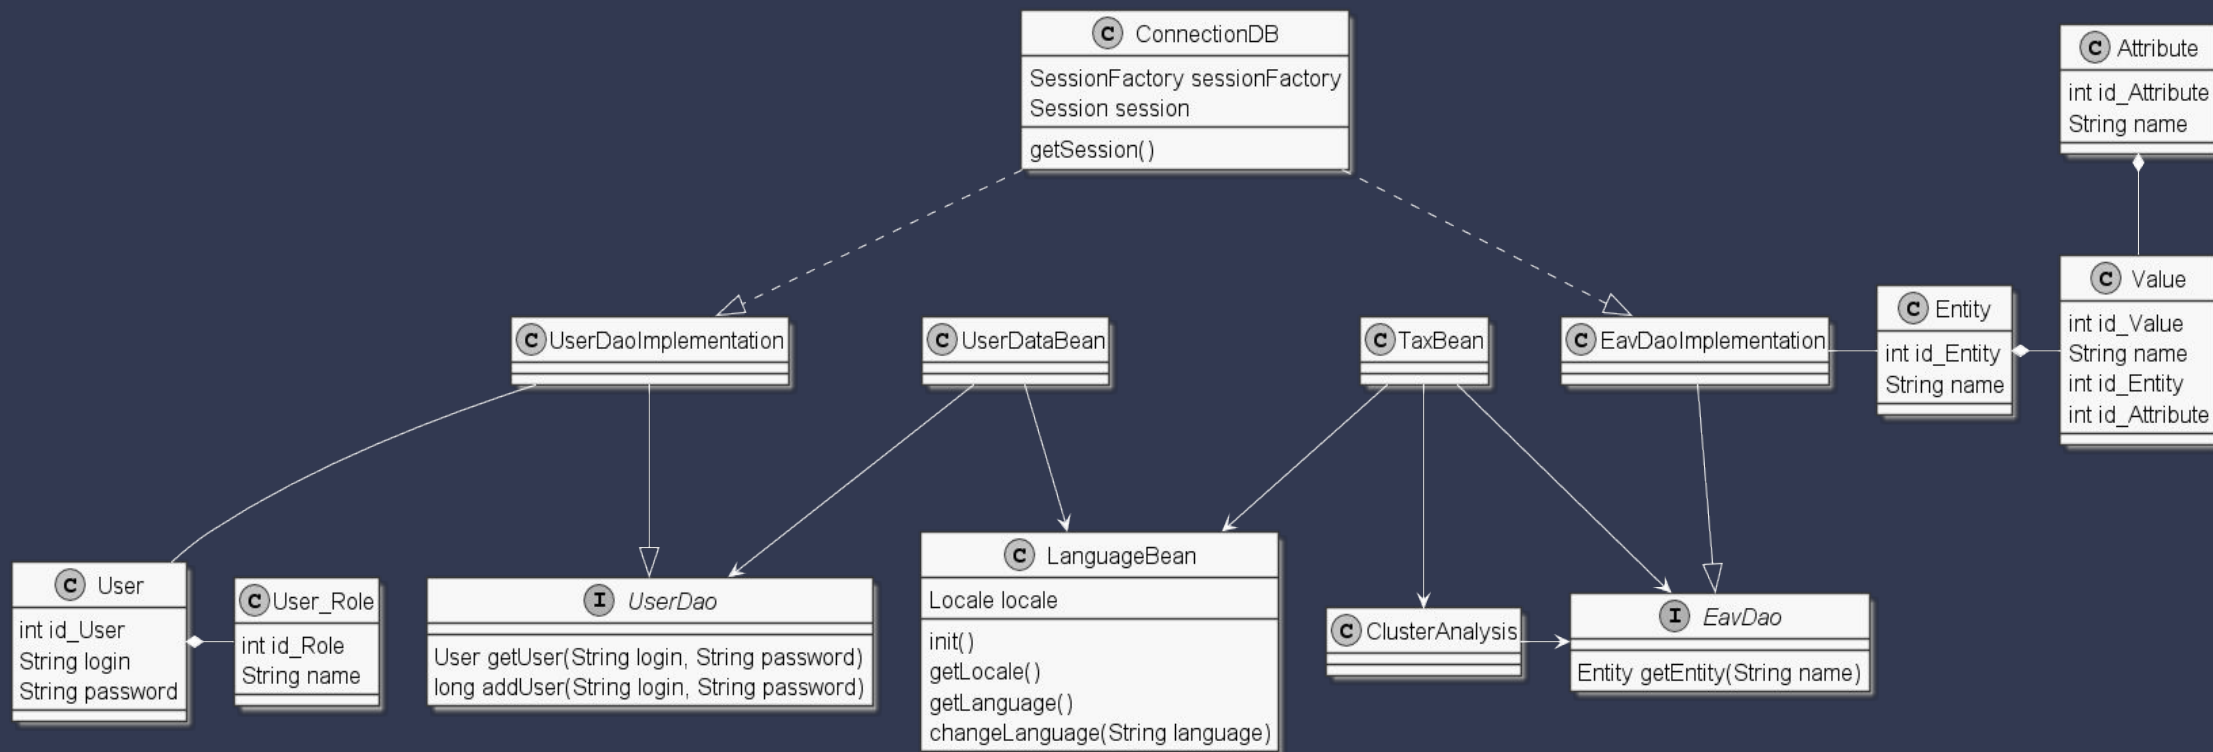 C ConnectionDB
SessionFactory sessionFactory
Session session
getSession()
C Attribute
int id_Attribute
String name
C UserDaoImplementation
C UserDataBean
C TaxBean
C EavDaoImplementation
C Entity
int id_Entity
String name
C Value
int id_Value
String name
int id_Entity
int id_Attribute
C User
int id_User
String login
String password
C User_Role
int id_Role
String name
I UserDao
User getUser(String login, String password)
long addUser(String login, String password)
C LanguageBean
Locale locale
init()
getLocale()
getLanguage()
changeLanguage(String language)
C ClusterAnalysis
I EavDao
Entity getEntity(String name)